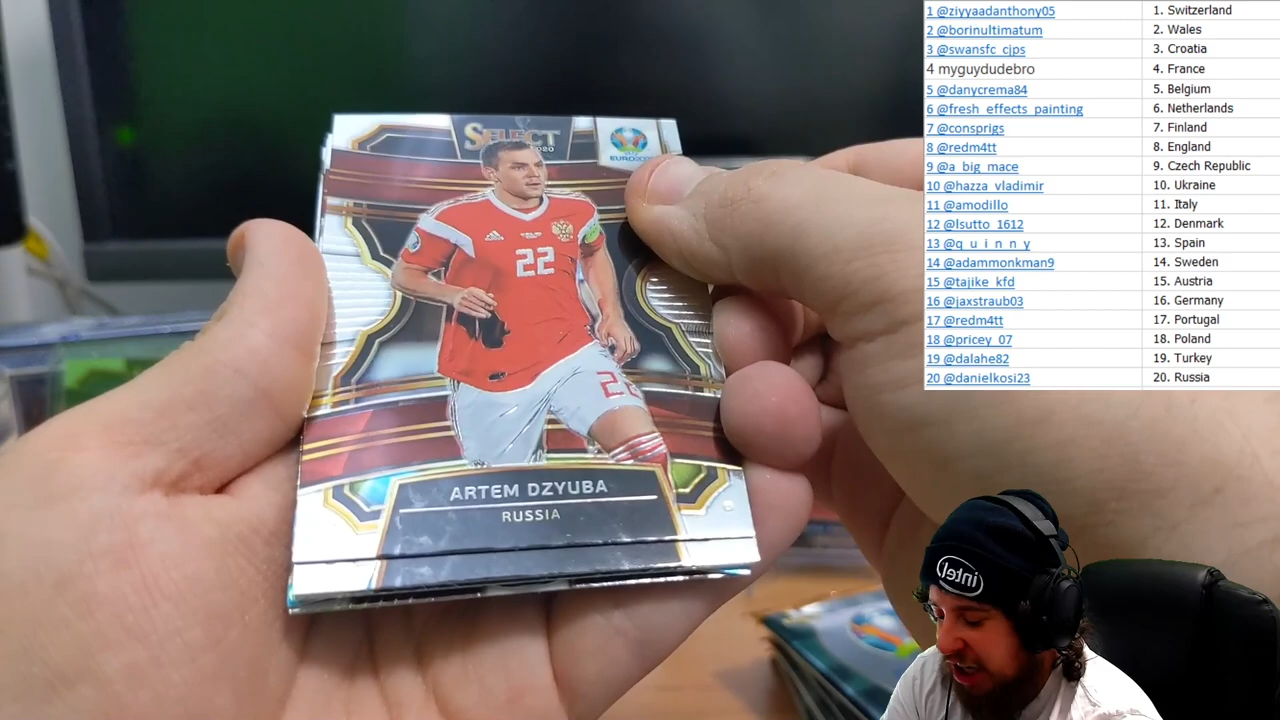 SELECT
2020
EURO2020
22
22
ARTEM DZYUBA
RUSSIA
1 @ziyyaadanthony05 1. Switzerland
2 @borinultimatum 2. Wales
3 @swansfc_cjps 3. Croatia
4 myguydudebro 4. France
5 @danycrema84 5. Belgium
6 @fresh_effects_painting 6. Netherlands
7 @consprigs 7. Finland
8 @redm4tt 8. England
9 @a_big_mace 9. Czech Republic
10 @hazza_vladimir 10. Ukraine
11 @amodillo 11. Italy
12 @lsutto_1612 12. Denmark
13 @q_u_i_n_n_y 13. Spain
14 @adammonkman9 14. Sweden
15 @tajike_kfd 15. Austria
16 @jaxstraub03 16. Germany
17 @redm4tt 17. Portugal
18 @pricey_07 18. Poland
19 @dalahe82 19. Turkey
20 @danielkosi23 20. Russia
intel